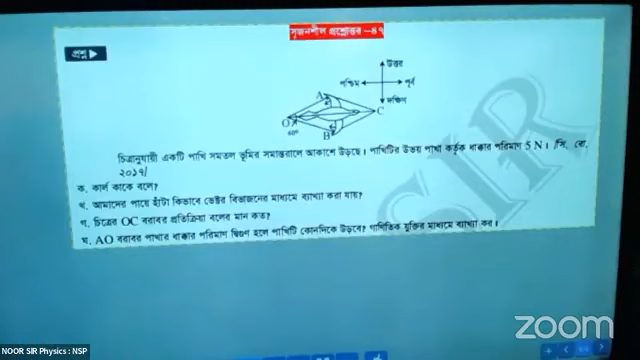 সৃজনশীল প্রশ্নোত্তর –৪৭
প্রশ্ন
উত্তর
পশ্চিম পূর্ব
দক্ষিণ
A
O C
60°
B
চিত্রানুযায়ী একটি পাখি সমতল ভূমির সমান্তরালে আকাশে উড়ছে। পাখিটির উভয় পাখা কর্তৃক ধাক্কার পরিমাণ 5 N। [সি. বো.
২০১৭]
ক. কার্ল কাকে বলে?
খ. আমাদের পায়ে হাঁটা কিভাবে ভেক্টর বিভাজনের মাধ্যমে ব্যাখ্যা করা যায়?
গ. চিত্রের OC বরাবর প্রতিক্রিয়া বলের মান কত?
ঘ. AO বরাবর পাখার ধাক্কার পরিমাণ দ্বিগুণ হলে পাখিটি কোনদিকে উড়বে? গাণিতিক যুক্তির মাধ্যমে ব্যাখ্যা কর।
SIR
zoom
NOOR SIR Physics : NSP